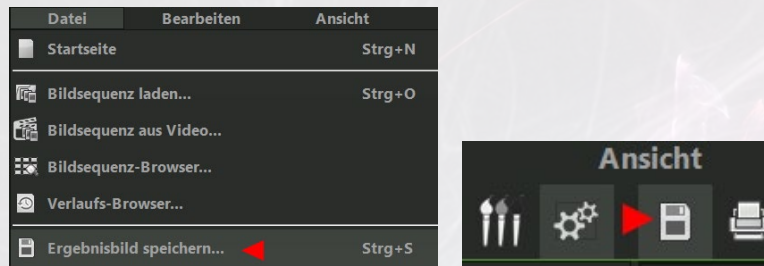 Datei Bearbeiten Ansicht
Startseite Strg+N
Bildsequenz laden... Strg+O
Bildsequenz aus Video...
Bildsequenz-Browser...
Verlaufs-Browser...
Ergebnisbild speichern... Strg+S
Ansicht